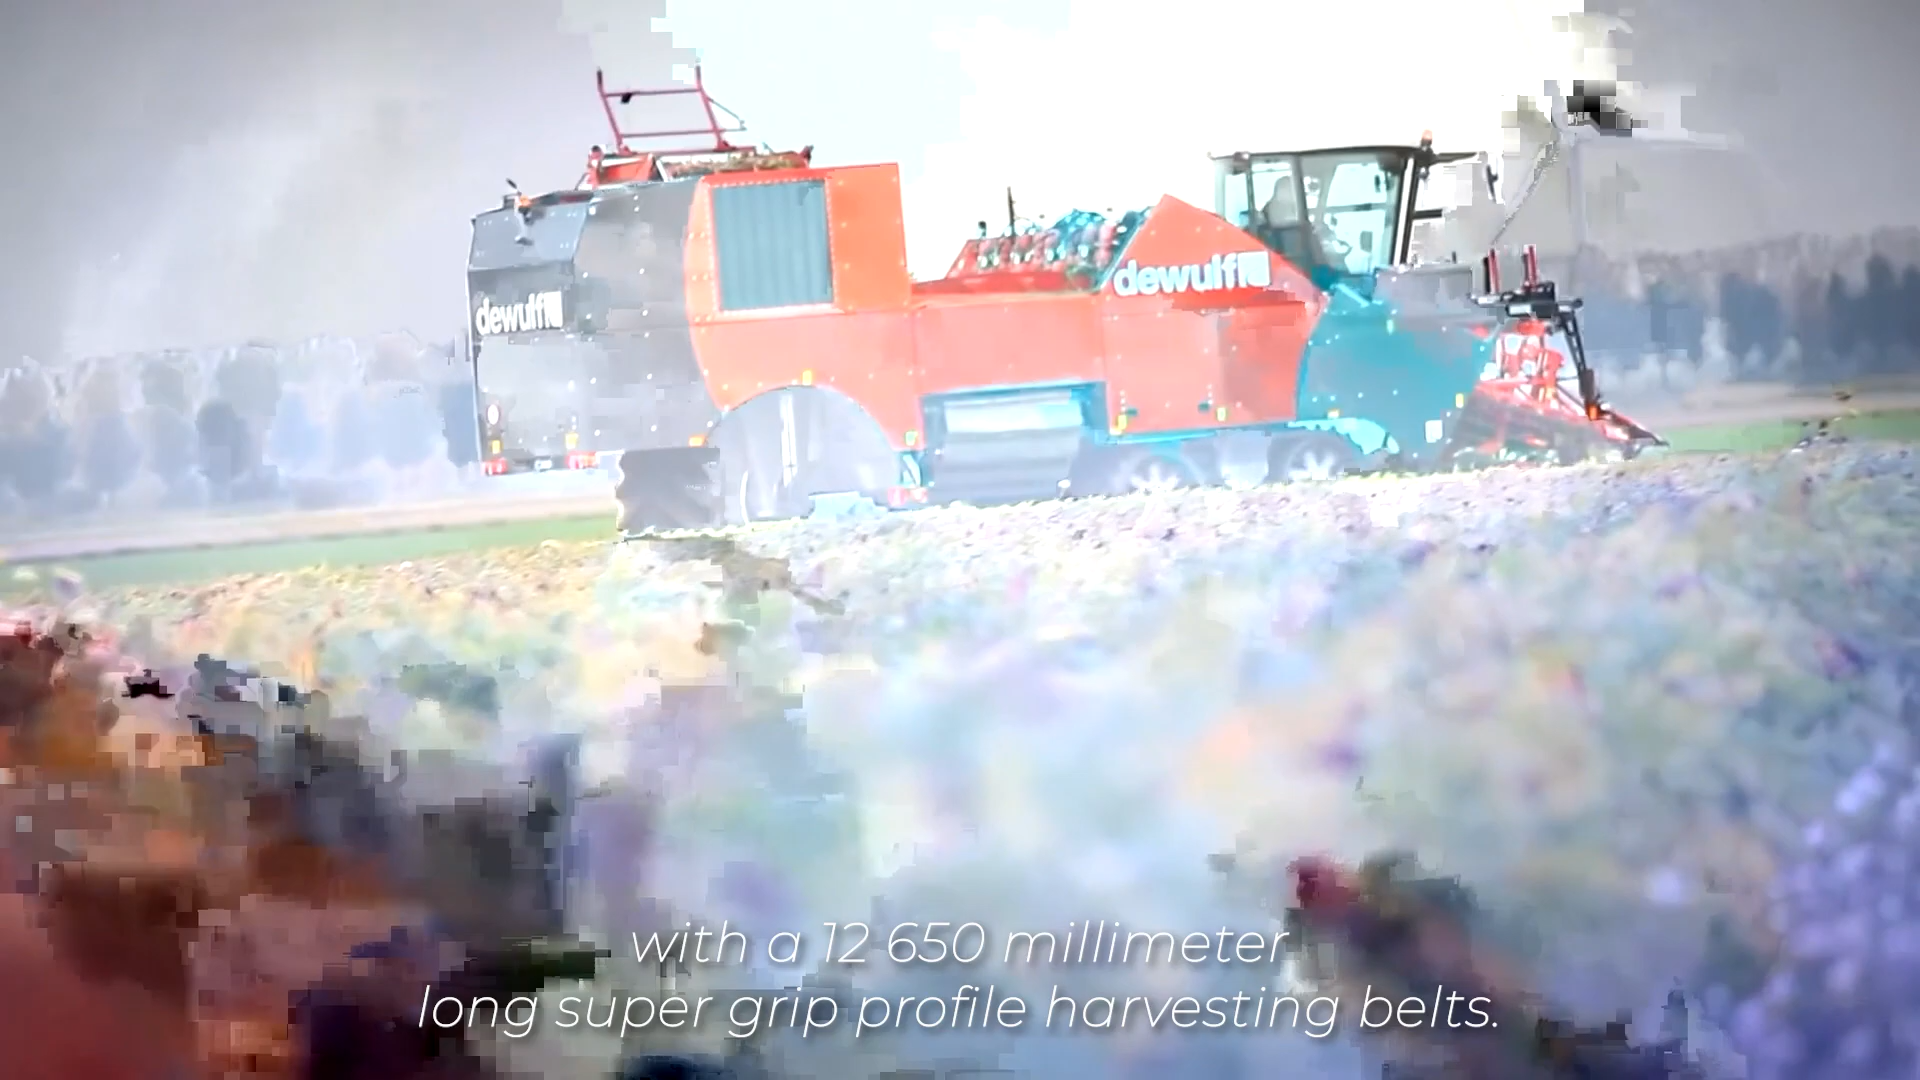 dewulf
dewulf
with a 12 650 millimeter
long super grip profile harvesting belts.